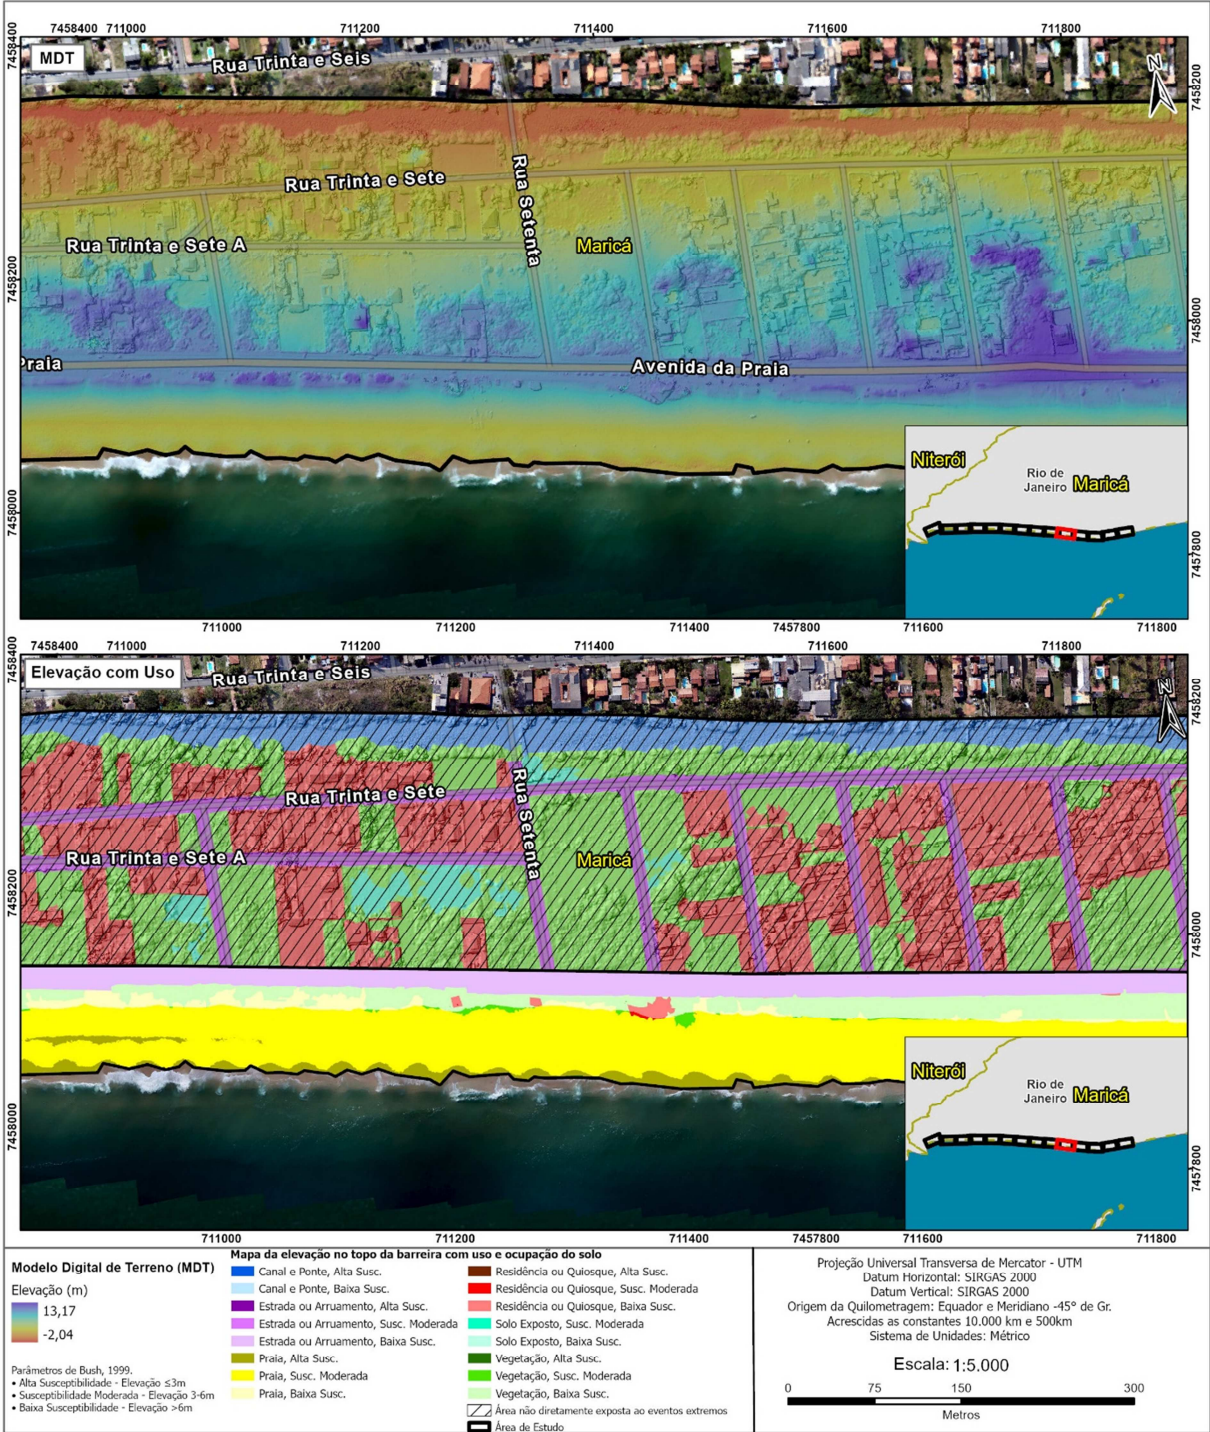 7458400 711000 711200 711400 711600 711800
7458400
MDT
Rua Trinta e Seis
N
7458200
Rua Trinta e Sete
Rua Setenta
Rua Trinta e Sete A
Maricá
7458200
7458000
Praia
Avenida da Praia
Niterói
Rio de
Janeiro
Maricá
7458000
7457800
711000 711200 711400 7457800 711600 711800
7458400 711000 711200 711400 711600 711800
7458400
Elevação com Uso
Rua Trinta e Seis
N
7458200
Rua Trinta e Sete
Rua Setenta
Rua Trinta e Sete A
Maricá
7458200
7458000
Niterói
Rio de
Janeiro
Maricá
7458000
7457800
711000 711200 711400 7457800 711600 711800
Modelo Digital de Terreno (MDT)
Elevação (m)
13,17
-2,04
Parâmetros de Bush, 1999.
• Alta Susceptibilidade - Elevação ≤3m
• Susceptibilidade Moderada - Elevação 3-6m
• Baixa Susceptibilidade - Elevação >6m
Mapa da elevação no topo da barreira com uso e ocupação do solo
Canal e Ponte, Alta Susc.
Canal e Ponte, Baixa Susc.
Estrada ou Arruamento, Alta Susc.
Estrada ou Arruamento, Susc. Moderada
Estrada ou Arruamento, Baixa Susc.
Praia, Alta Susc.
Praia, Susc. Moderada
Praia, Baixa Susc.
Residência ou Quiosque, Alta Susc.
Residência ou Quiosque, Susc. Moderada
Residência ou Quiosque, Baixa Susc.
Solo Exposto, Susc. Moderada
Solo Exposto, Baixa Susc.
Vegetação, Alta Susc.
Vegetação, Susc. Moderada
Vegetação, Baixa Susc.
Área não diretamente exposta ao eventos extremos
Área de Estudo
Projeção Universal Transversa de Mercator - UTM
Datum Horizontal: SIRGAS 2000
Datum Vertical: SIRGAS 2000
Origem da Quilometragem: Equador e Meridiano -45° de Gr.
Acrescidas as constantes 10.000 km e 500km
Sistema de Unidades: Métrico
Escala: 1:5.000
0 75 150 300
Metros